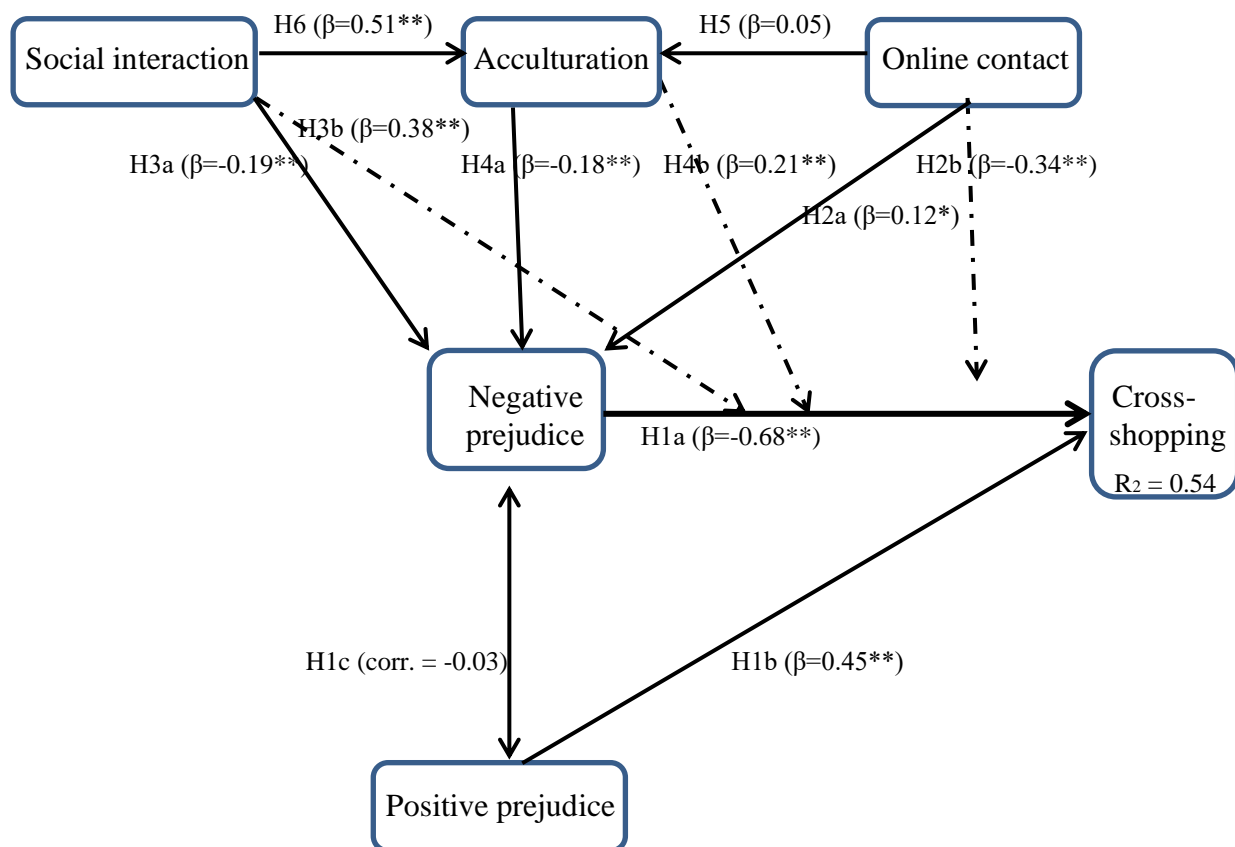 H6 (β=0.51**)
H5 (β=0.05)
Social interaction
Acculturation
Online contact
H3b (β=0.38**)
H3a (β=-0.19**)
H4a (β=-0.18**)
H4b (β=0.21**)
H2b (β=-0.34**)
H2a (β=0.12*)
Negative
prejudice
H1a (β=-0.68**)
Cross-
shopping
R2 = 0.54
H1c (corr. = -0.03)
H1b (β=0.45**)
Positive prejudice